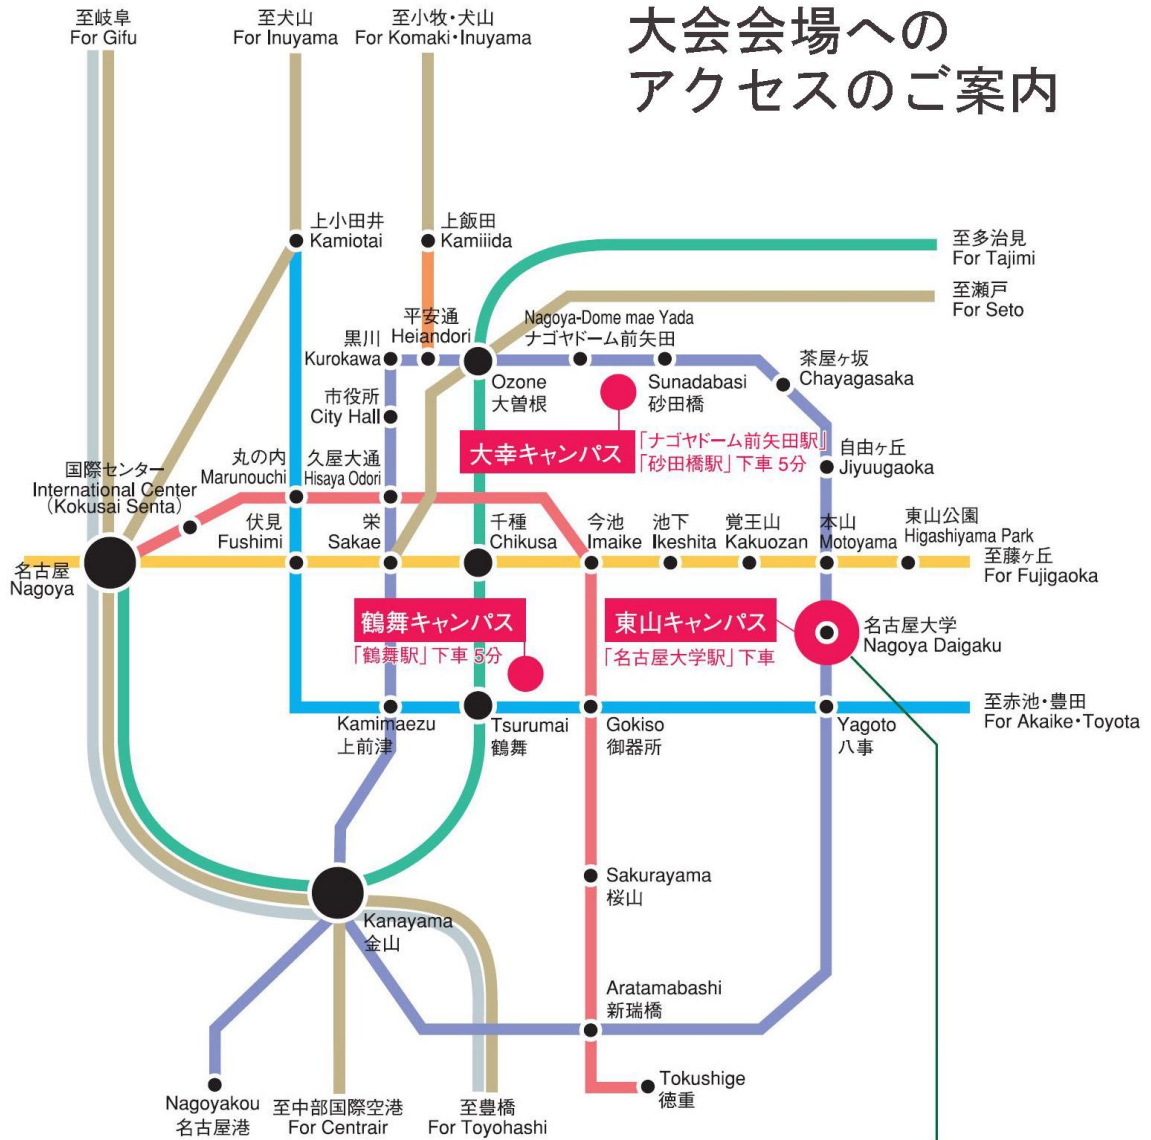 大会会場への
アクセスのご案内
至岐阜
For Gifu
至犬山
For Inuyama
至小牧・犬山
For Komaki・Inuyama
上小田井
Kamiotai
上飯田
Kamiiida
至多治見
For Tajimi
至瀬戸
For Seto
平安通
Heiandori
黒川
Kurokawa
Nagoya-Dome mae Yada
ナゴヤドーム前矢田
茶屋ヶ坂
Chayagasaka
Ozone
大曽根
Sunadabasi
砂田橋
市役所
City Hall
大幸キャンパス
「ナゴヤドーム前矢田駅」
「砂田橋駅」下車 5分
自由ヶ丘
Jiyuugaoka
国際センター
International Center
(Kokusai Senta)
丸の内
Marunouchi
久屋大通
Hisaya Odori
伏見
Fushimi
栄
Sakae
千種
Chikusa
今池
Imaike
池下
Ikeshita
覚王山
Kakuozan
本山
Motoyama
東山公園
Higashiyama Park
至藤ヶ丘
For Fujigaoka
名古屋
Nagoya
鶴舞キャンパス
「鶴舞駅」下車 5分
東山キャンパス
「名古屋大学駅」下車
名古屋大学
Nagoya Daigaku
至赤池・豊田
For Akaike・Toyota
Kamimaezu
上前津
Tsurumai
鶴舞
Gokiso
御器所
Yagoto
八事
Sakurayama
桜山
Kanayama
金山
Aratamabashi
新瑞橋
Tokushige
徳重
Nagoyakou
名古屋港
至中部国際空港
For Centrair
至豊橋
For Toyohashi